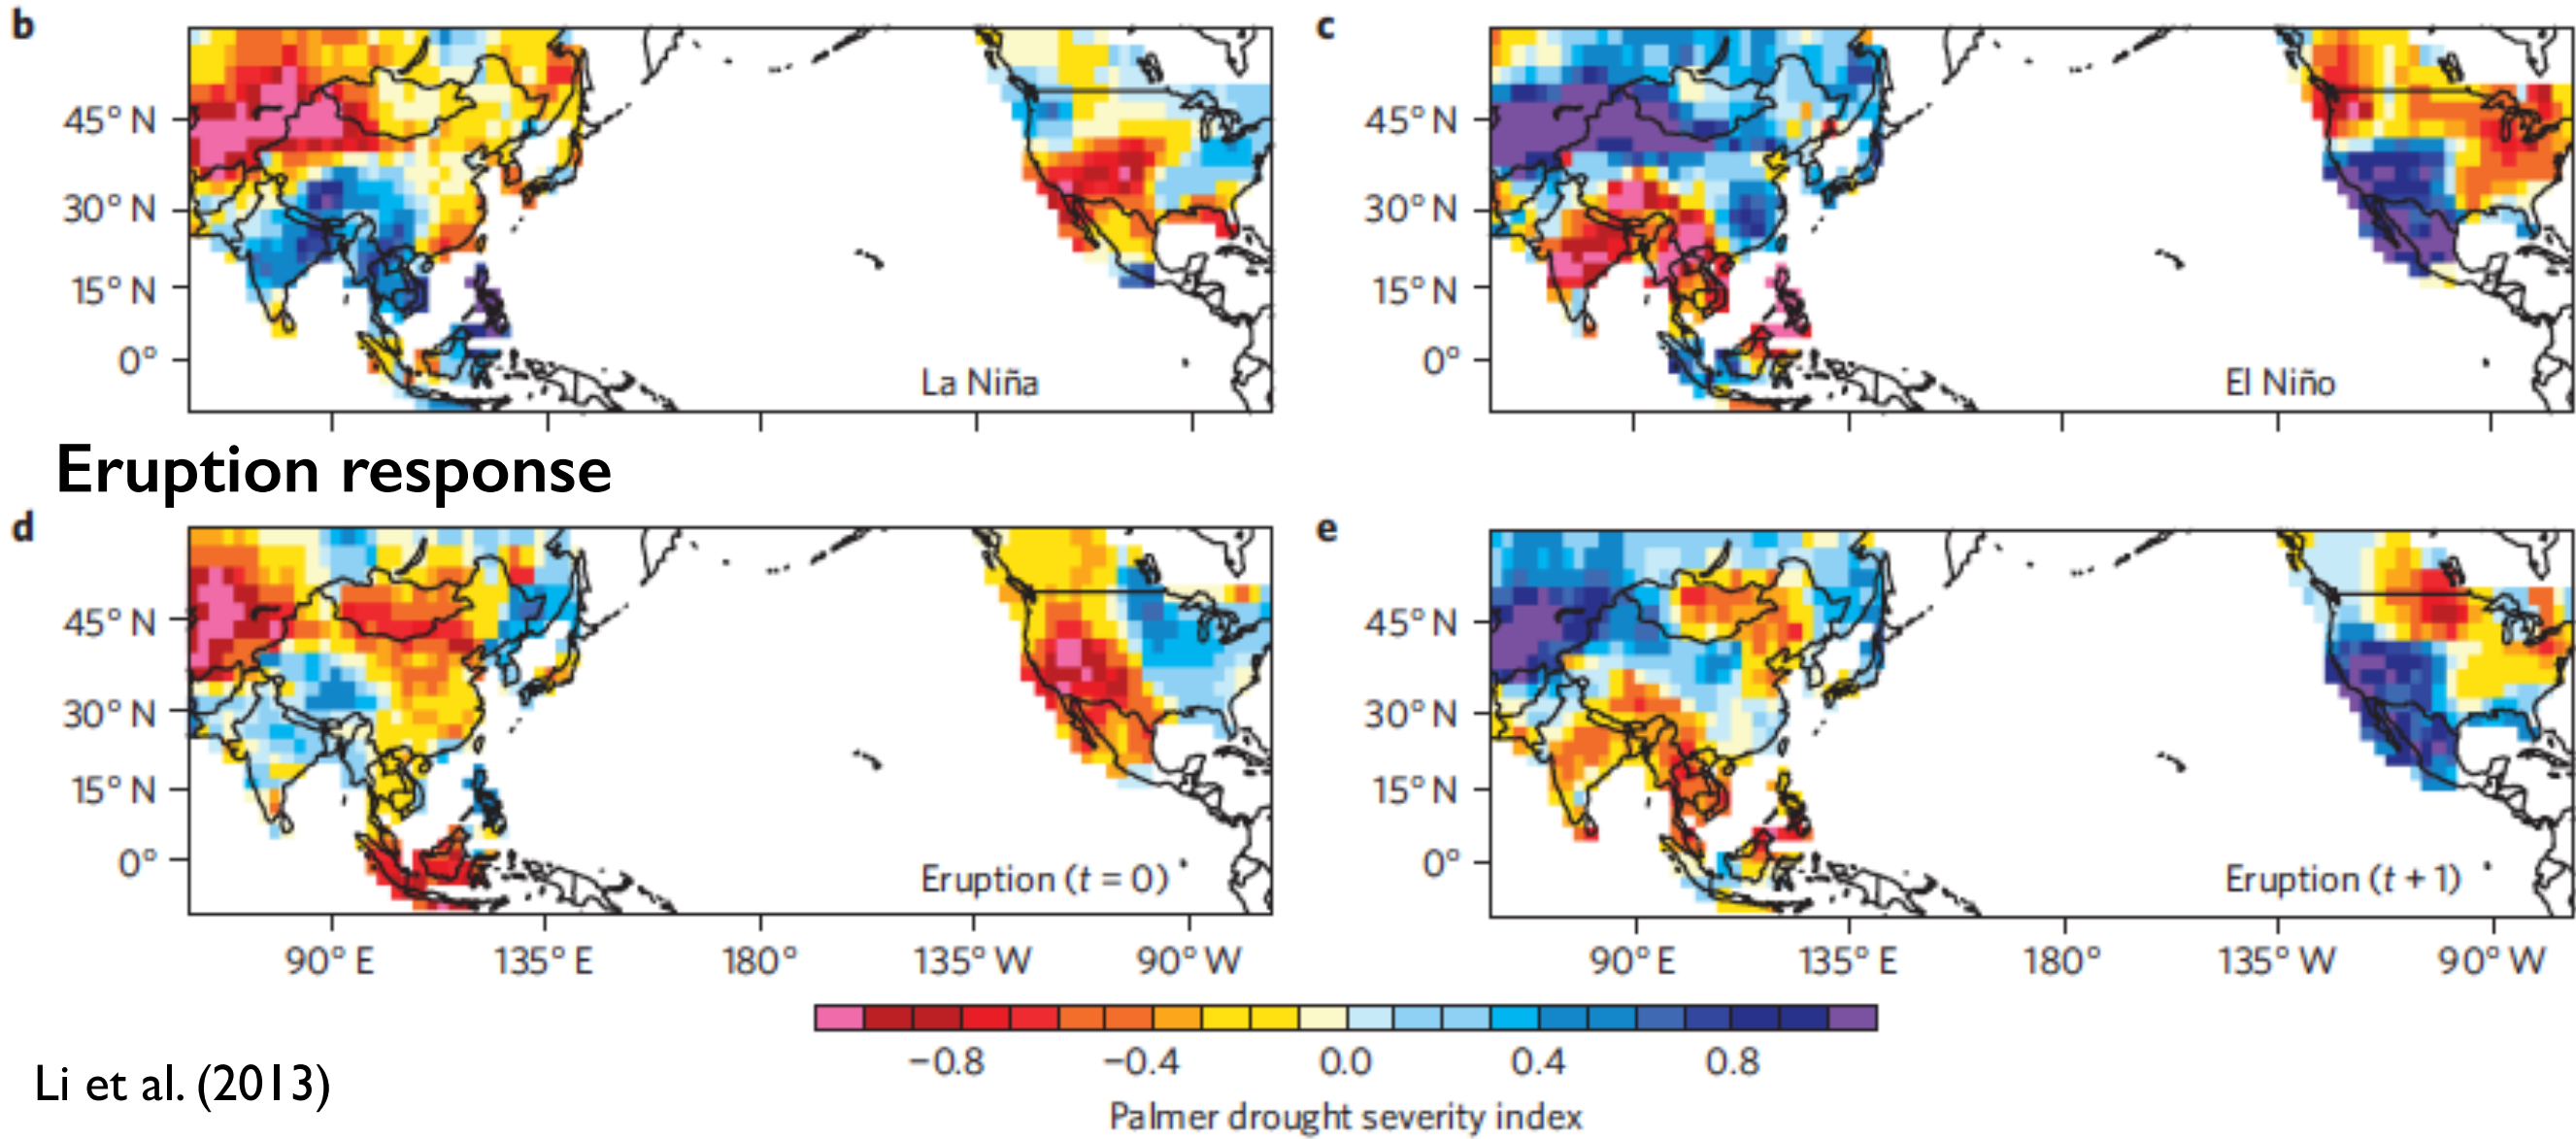 b
c
45° N
30° N
15° N
0°
La Niña
45° N
30° N
15° N
0°
El Niño
Eruption response
d
e
45° N
30° N
15° N
0°
Eruption (t = 0)
45° N
30° N
15° N
0°
Eruption (t + 1)
90° E 135° E 180° 135° W 90° W
90° E 135° E 180° 135° W 90° W
−0.8 −0.4 0.0 0.4 0.8
Li et al. (2013)
Palmer drought severity index